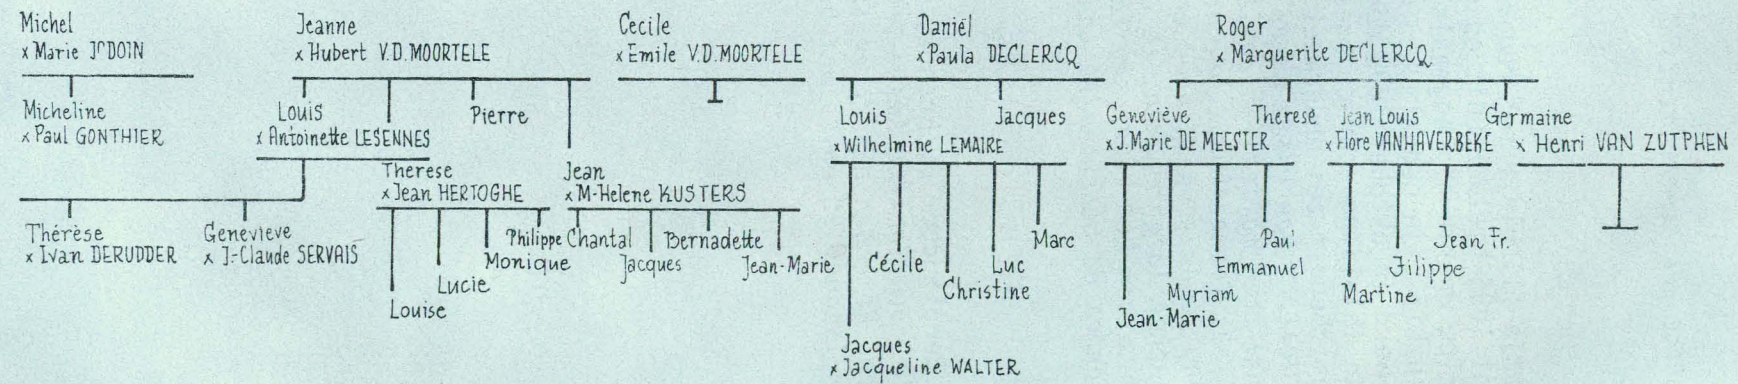 Michel
x Marie JODOIN
Jeanne
x Hubert V.D. MOORTELE
Cecile
x Emile V.D. MOORTELE
Daniel
x Paula DECLERCQ
Roger
x Marguerite DECLERCQ
Micheline
x Paul GONTHIER
Louis
x Antoinette LESENNES
Pierre
Louis
x Wilhelmine LEMAIRE
Jacques
Geneviève
x J. Marie DE MEESTER
Therese
Jean Louis
x Flore VANHAVERBEKE
Germaine
x Henri VAN ZUTPHEN
Therese
x Jean HERTOGHE
Jean
x M-Helene KUSTERS
Thérèse
x Ivan DERUDDER
Genevieve
x J.-Claude SERVAIS
Louise
Lucie
Monique
Philippe
Chantal
Jacques
Bernadette
Jean-Marie
Jacques
x Jacqueline WALTER
Cécile
Christine
Luc
Marc
Jean-Marie
Myriam
Emmanuel
Paul
Martine
Filippe
Jean Fr.